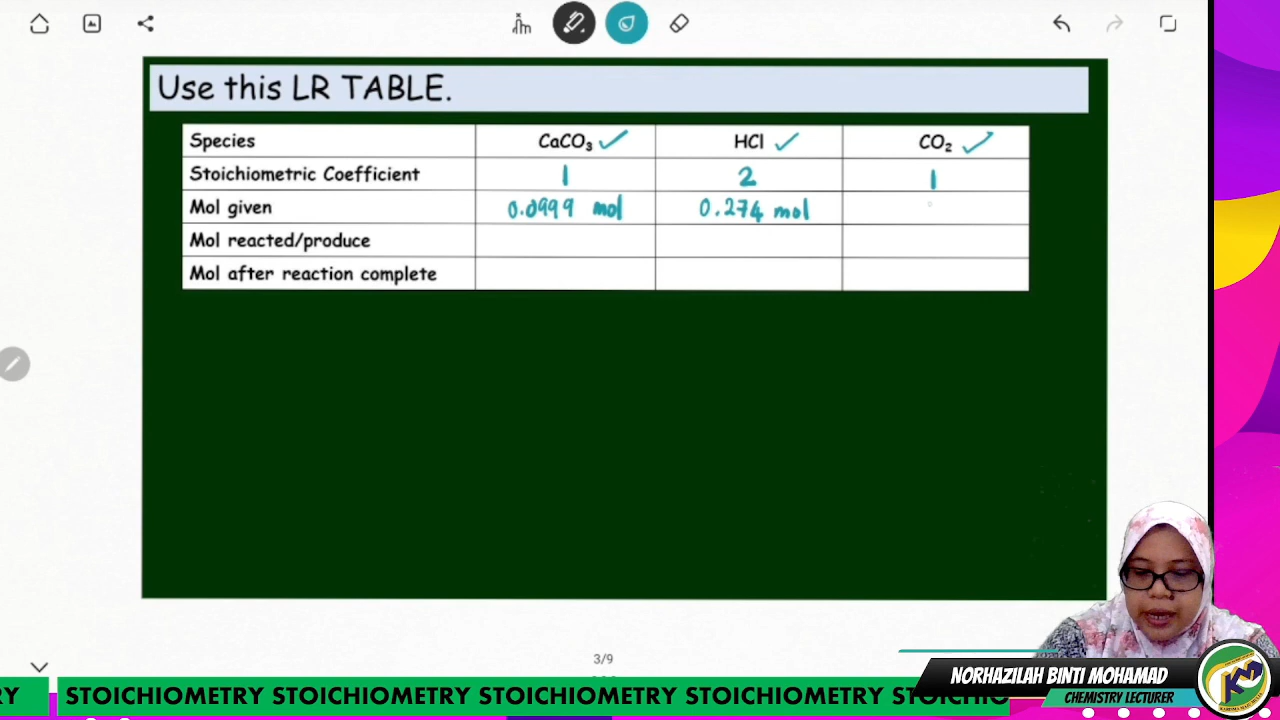 Use this LR TABLE.
Species CaCO₃ ✓ HCl ✓ CO₂ ✓
Stoichiometric Coefficient 1 2 1
Mol given 0.0999 mol 0.274 mol
Mol reacted/produce
Mol after reaction complete
3/9
NORHAZILAH BINTI MOHAMAD
CHEMISTRY LECTURER
RY STOICHIOMETRY STOICHIOMETRY STOICHIOMETRY STOICHIOMETRY STOICHIO